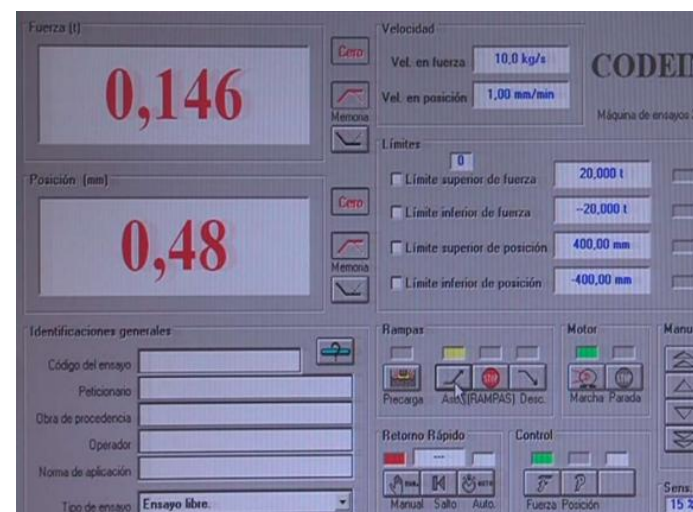 Fuerza (t)
0,146
Cero
Memoria
Posición (mm)
0,48
Cero
Memoria
Velocidad
Vel. en fuerza 10,0 kg/s
Vel. en posición 1,00 mm/min
Máquina de ensayos
Límites
0
Límite superior de fuerza 20,000 t
Límite inferior de fuerza --20,000 t
Límite superior de posición 400,00 mm
Límite inferior de posición -400,00 mm
Identificaciones generales
Código del ensayo
Peticionario
Obra de procedencia
Operador
Norma de aplicación
Tipo de ensayo Ensayo libre.
Rampas
STOP
Precarga (RAMPAS) Desc.
Motor
STOP
Marcha Parada
Manu
Retorno Rápido
---
AUTO
Manual Salto Auto.
Control
F P
Fuerza Posición
Sens.
15 %